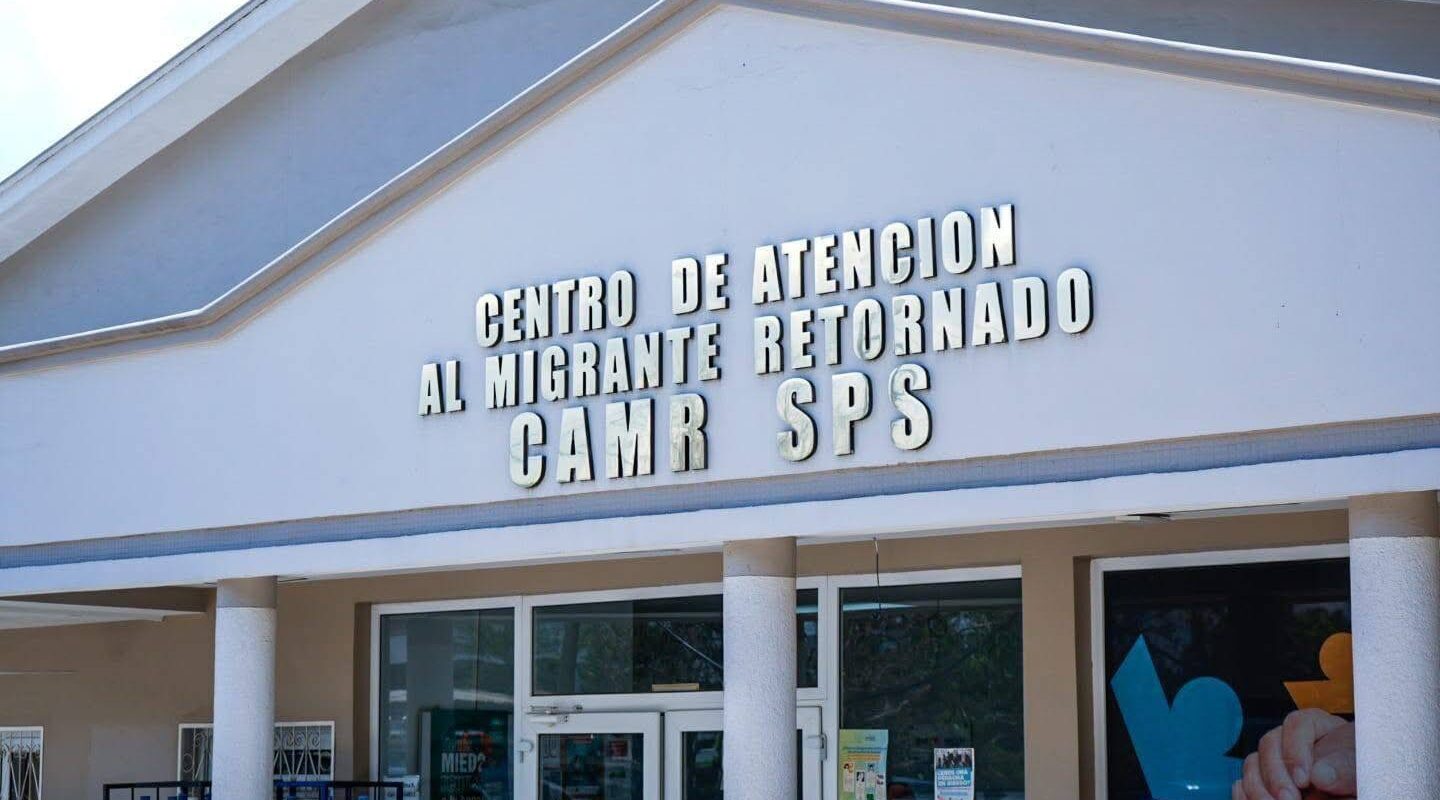 CENTRO DE ATENCION
AL MIGRANTE RETORNADO
CAMR SPS
MIEDO